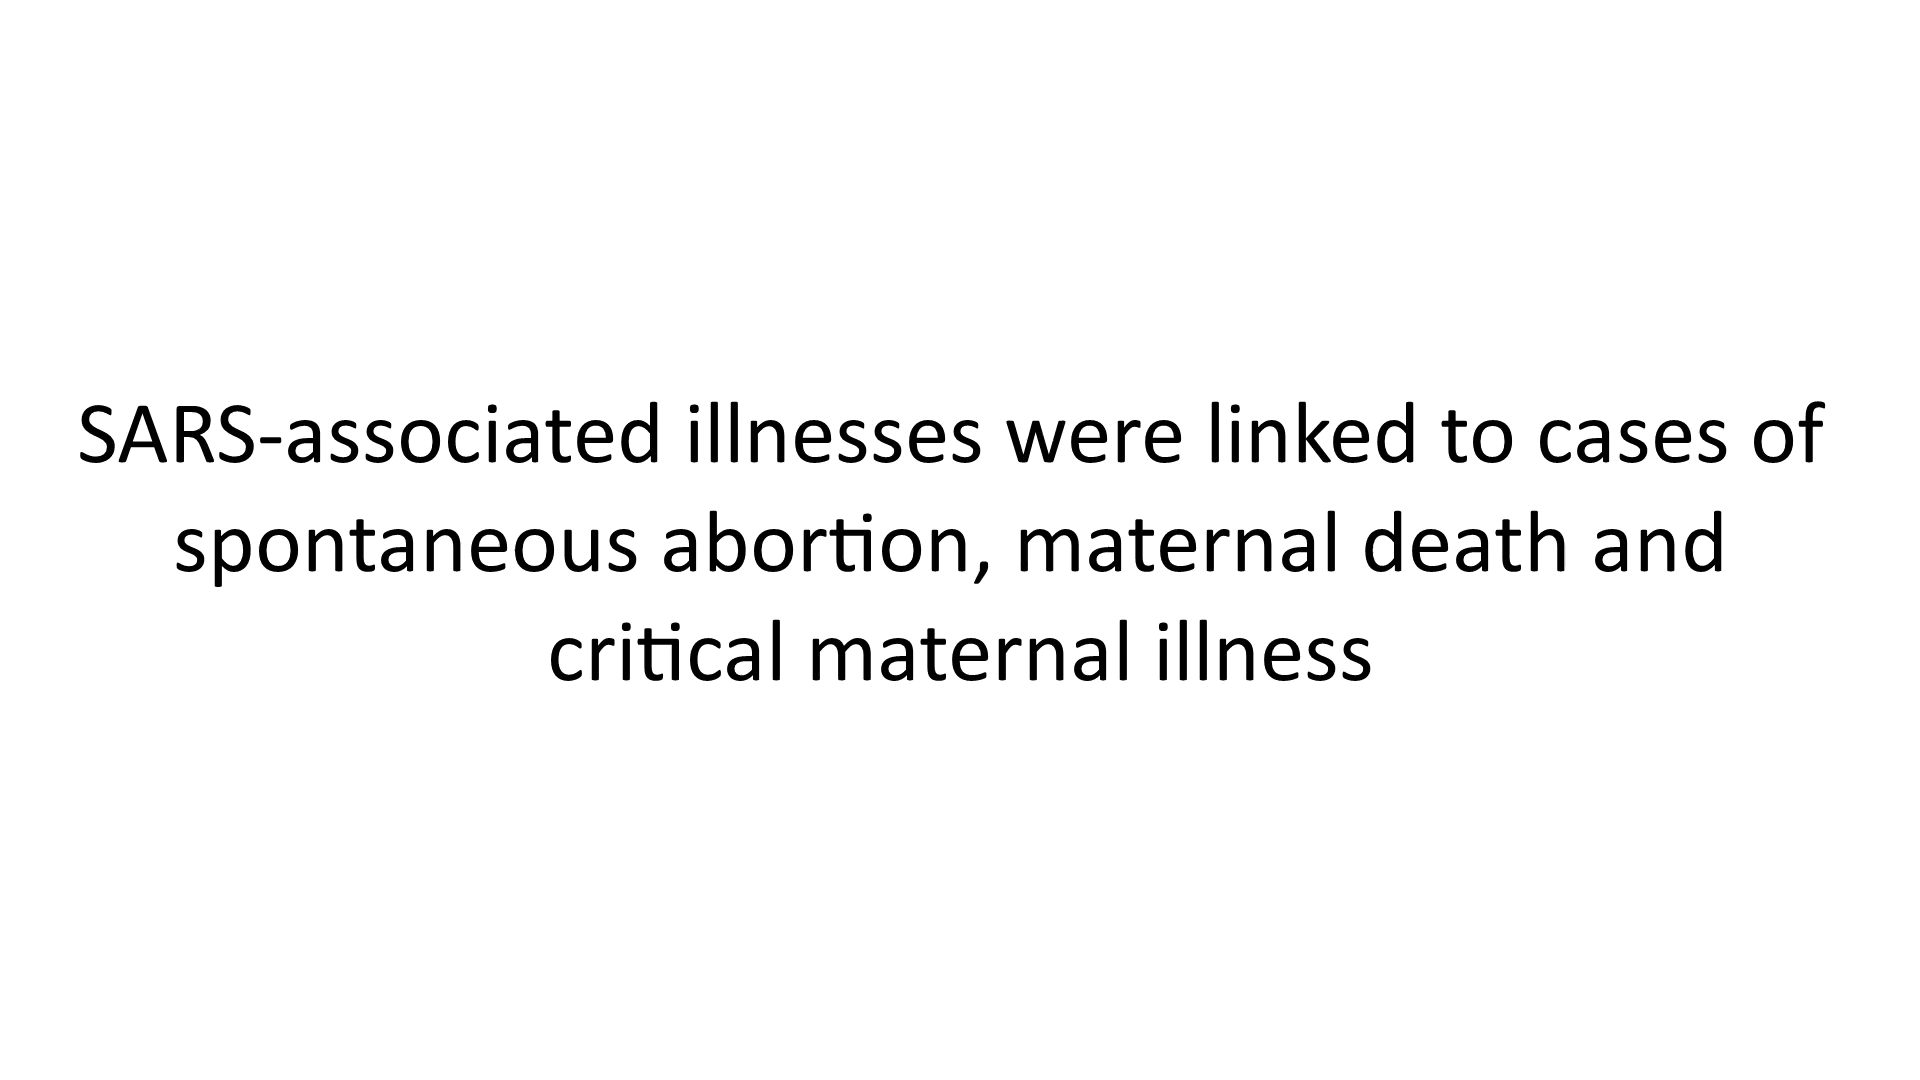 SARS-associated illnesses were linked to cases of
spontaneous abortion, maternal death and
critical maternal illness